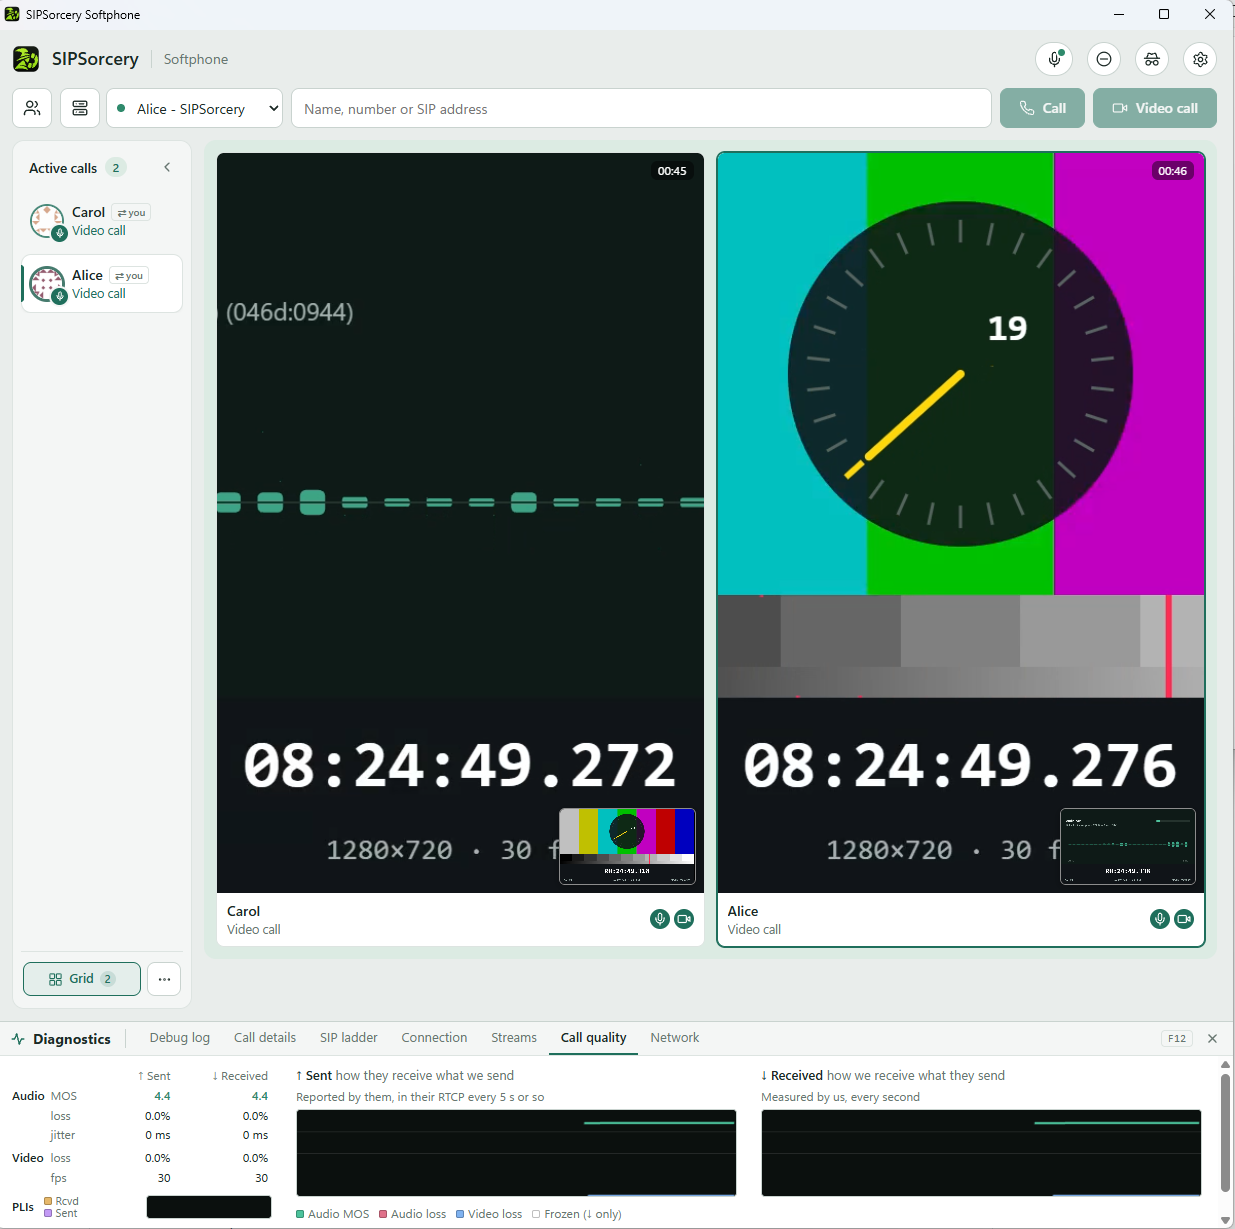 SIPSorcery Softphone
SIPSorcery Softphone
Alice - SIPSorcery
Name, number or SIP address
Call
Video call
Active calls 2
Carol ⇄ you
Video call
Alice ⇄ you
Video call
Grid 2
00:45
(046d:0944)
08:24:49.272
1280×720 · 30 f
Carol
Video call
00:46
19
08:24:49.276
1280×720 · 30 f
Alice
Video call
Diagnostics
Debug log
Call details
SIP ladder
Connection
Streams
Call quality
Network
F12
↑ Sent ↓ Received
Audio MOS 4.4 4.4
loss 0.0% 0.0%
jitter 0 ms 0 ms
Video loss 0.0% 0.0%
fps 30 30
PLIs Rcvd
Sent
↑ Sent how they receive what we send
Reported by them, in their RTCP every 5 s or so
Audio MOS Audio loss Video loss Frozen (↓ only)
↓ Received how we receive what they send
Measured by us, every second